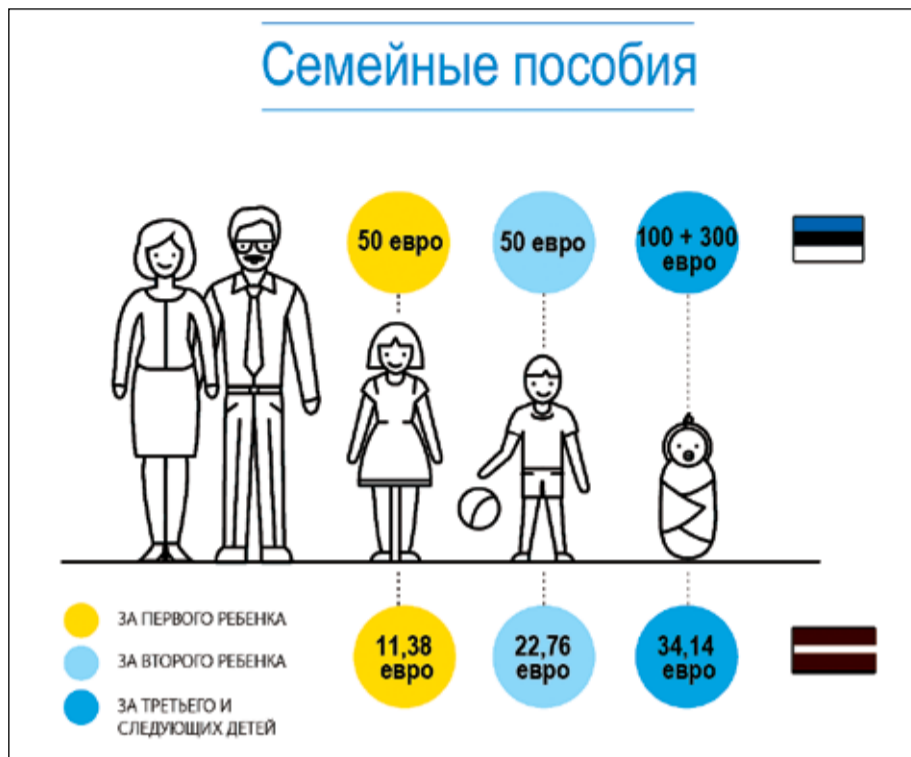 Семейные пособия
50 евро
50 евро
100 + 300
евро
ЗА ПЕРВОГО РЕБЕНКА
ЗА ВТОРОГО РЕБЕНКА
ЗА ТРЕТЬЕГО И
СЛЕДУЮЩИХ ДЕТЕЙ
11,38
евро
22,76
евро
34,14
евро